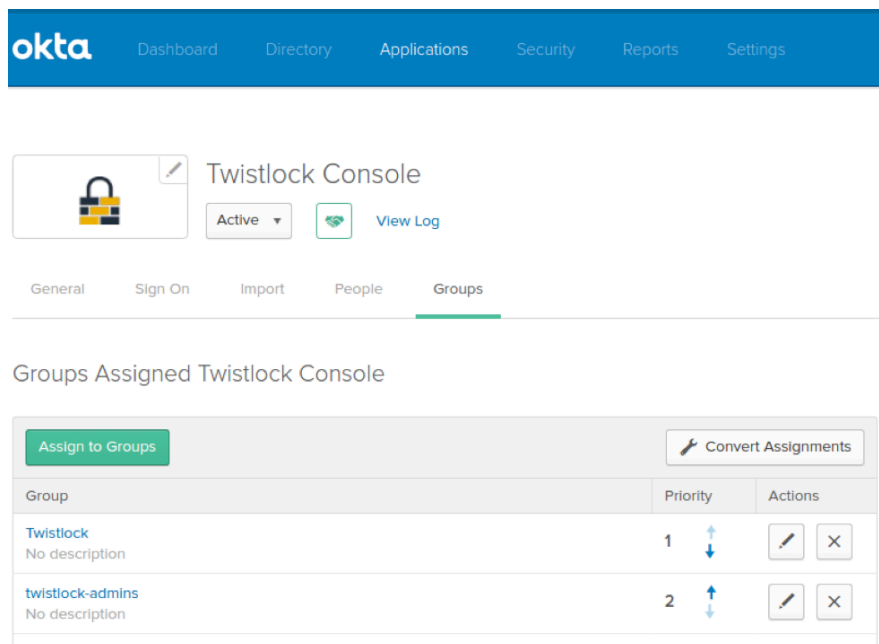 okta Dashboard Directory Applications Security Reports Settings
Twistlock Console
Active View Log
General Sign On Import People Groups
Groups Assigned Twistlock Console
Assign to Groups Convert Assignments
Group Priority Actions
Twistlock
No description
1
twistlock-admins
No description
2